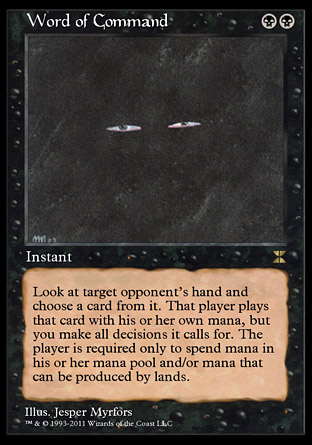 Word of Command
Instant
Look at target opponent's hand and
choose a card from it. That player plays
that card with his or her own mana, but
you make all decisions it calls for. The
player is required only to spend mana in
his or her mana pool and/or mana that
can be produced by lands.
Illus. Jesper Myrfors
™ & © 1993-2011 Wizards of the Coast LLC